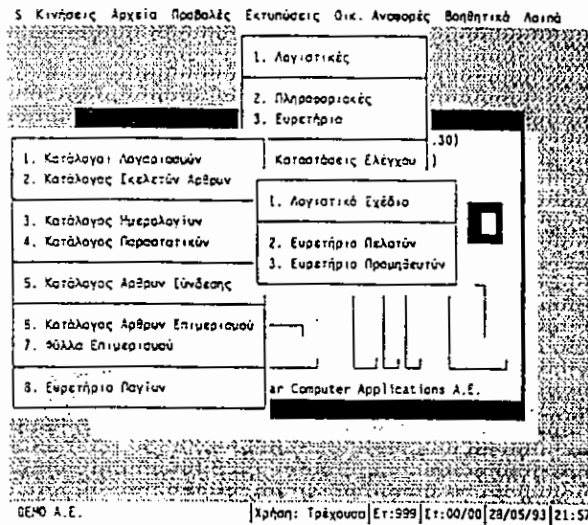 S Κινήσεις Αρχεία Προβολές Εκτυπώσεις Οικ. Αναφορές Βοηθητικά Λοιπά
1. Λογιστικές
2. Πληροφοριακές
3. Ευρετήρια
.30)
Καταστάσεις Ελέγχου )
1. Κατάλογοι Λογαριασμών
2. Κατάλογος Σκελετών Αρθρων
3. Κατάλογος Ημερολογίων
4. Κατάλογος Παραστατικών
5. Κατάλογος Αρθρων Σύνδεσης
6. Κατάλογος Αρθρων Επιμερισμού
7. Φύλλα Επιμερισμού
8. Ευρετήριο Παγίων
1. Λογιστικό Σχέδιο
2. Ευρετήριο Πελατών
3. Ευρετήριο Προμηθευτών
ar Computer Applications Α.Ε.
DEMO Α.Ε. Χρήση: Τρέχουσα Ετ:999 Στ:00/00 28/05/93 21:57